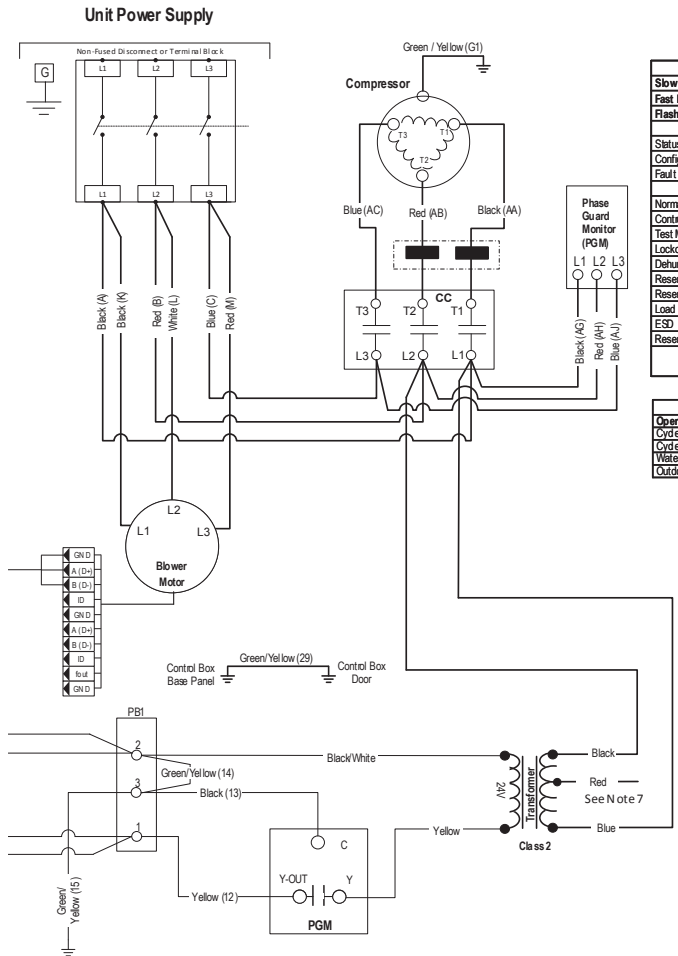 Unit Power Supply
Non-Fused Disconnect or Terminal Block
G
L1
L2
L3
L1
L2
L3
Black (A)
Black (K)
Red (B)
White (L)
Blue (C)
Red (M)
Green / Yellow (G1)
Compressor
T3
T1
T2
Blue (AC)
Red (AB)
Black (AA)
CC
T3
T2
T1
L3
L2
L1
Phase
Guard
Monitor
(PGM)
L1 L2 L3
Black (AG)
Red (AH)
Blue (AJ)
Slow
Fast
Flash
Status
Config
Fault
Norm
Contr
Test M
Locko
Dehu
Reser
Reser
Load
ESD
Reser
Oper
Cycle
Cycle
Wate
Outdo
L1
L2
L3
Blower
Motor
GND
A (D+)
B (D-)
ID
GND
A (D+)
B (D-)
ID
fout
GND
Control Box
Base Panel
Green/Yellow (29)
Control Box
Door
PB1
2
3
1
Black/White
Green/Yellow (14)
Black (13)
Green/
Yellow (15)
Yellow (12)
C
Y-OUT
Y
PGM
Yellow
24V
Transformer
Class 2
Black
Red
See Note 7
Blue